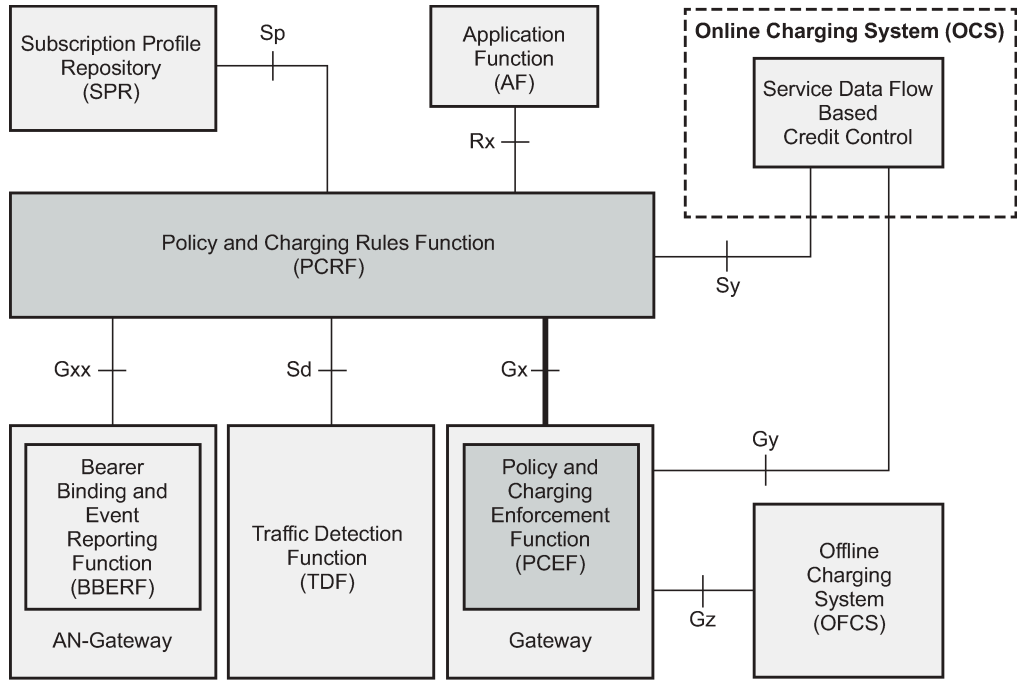 Subscription Profile
Repository
(SPR)
Sp
Application
Function
(AF)
Rx
Online Charging System (OCS)
Service Data Flow
Based
Credit Control
Policy and Charging Rules Function
(PCRF)
Sy
Gxx
Sd
Gx
Bearer
Binding and
Event
Reporting
Function
(BBERF)
AN-Gateway
Traffic Detection
Function
(TDF)
Policy and
Charging
Enforcement
Function
(PCEF)
Gateway
Gy
Gz
Offline
Charging
System
(OFCS)